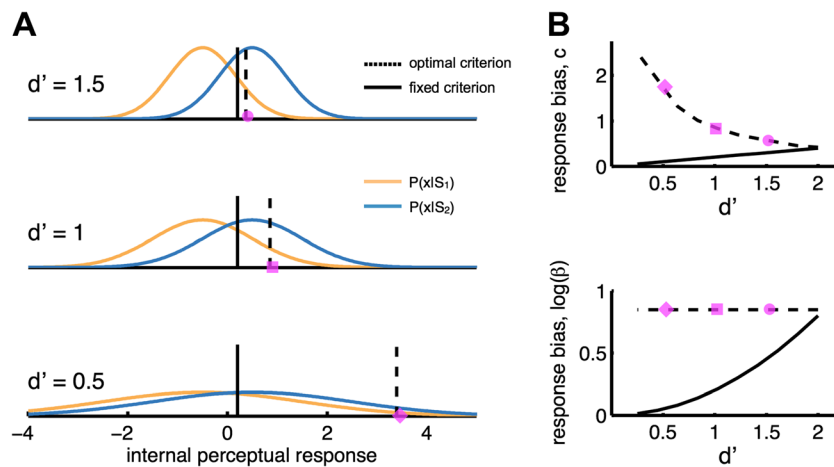 A
d’ = 1.5
optimal criterion
fixed criterion
d’ = 1
P(x|S₁)
P(x|S₂)
d’ = 0.5
−4 −2 0 2 4
internal perceptual response
B
response bias, c
2
1
0
0.5 1 1.5 2
d’
response bias, log(β)
1
0.5
0
0.5 1 1.5 2
d’